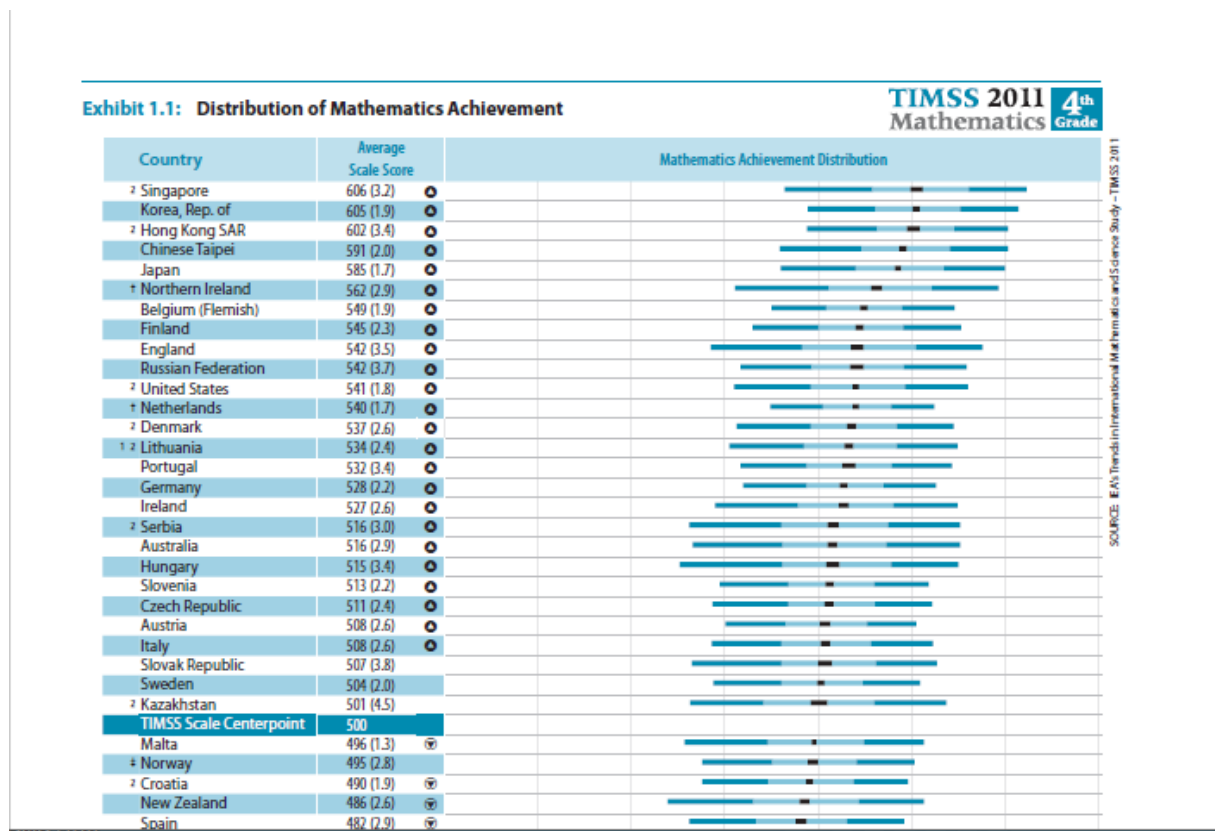 TIMSS 2011 4th
Exhibit 1.1: Distribution of Mathematics Achievement
Mathematics Grade
Country Average Scale Score Mathematics Achievement Distribution
2 Singapore 606 (3.2)
Korea, Rep. of 605 (1.9)
2 Hong Kong SAR 602 (3.4)
Chinese Taipei 591 (2.0)
Japan 585 (1.7)
† Northern Ireland 562 (2.9)
Belgium (Flemish) 549 (1.9)
Finland 545 (2.3)
England 542 (3.5)
Russian Federation 542 (3.7)
2 United States 541 (1.8)
† Netherlands 540 (1.7)
2 Denmark 537 (2.6)
1 2 Lithuania 534 (2.4)
Portugal 532 (3.4)
Germany 528 (2.2)
Ireland 527 (2.6)
2 Serbia 516 (3.0)
Australia 516 (2.9)
Hungary 515 (3.4)
Slovenia 513 (2.2)
Czech Republic 511 (2.4)
Austria 508 (2.6)
Italy 508 (2.6)
Slovak Republic 507 (3.8)
Sweden 504 (2.0)
2 Kazakhstan 501 (4.5)
TIMSS Scale Centerpoint 500
Malta 496 (1.3)
‡ Norway 495 (2.8)
2 Croatia 490 (1.9)
New Zealand 486 (2.6)
Spain 482 (2.9)
SOURCE: IEA's Trends in International Mathematics and Science Study – TIMSS 2011